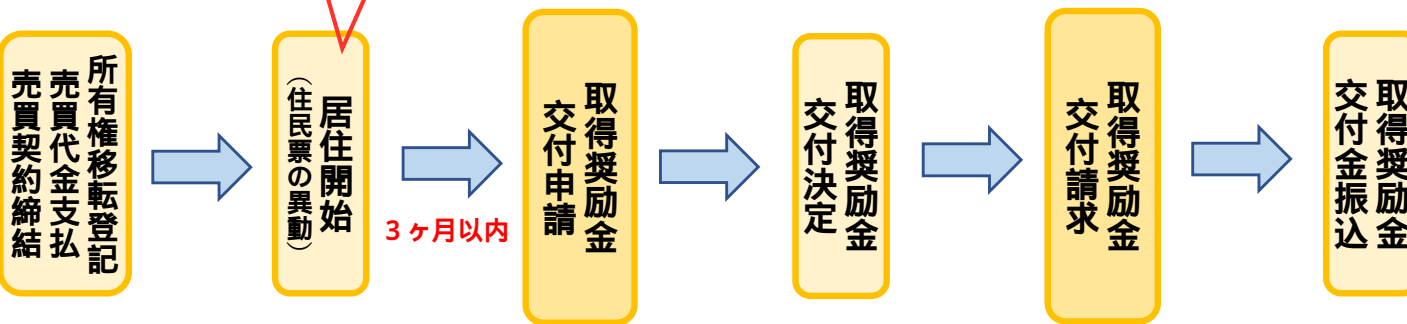 所有権移転登記
売買代金支払
売買契約締結
居住開始
（住民票の異動）
3ヶ月以内
取得奨励金
交付申請
取得奨励金
交付決定
取得奨励金
交付請求
取得奨励金
交付金振込